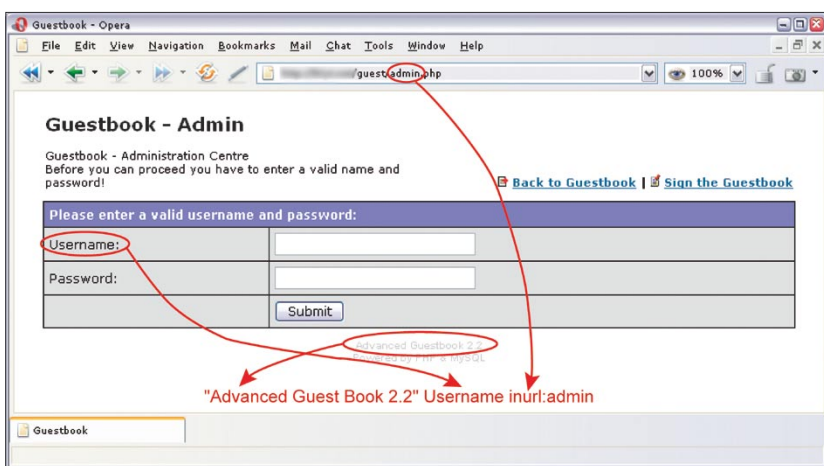 Guestbook - Opera
File Edit View Navigation Bookmarks Mail Chat Tools Window Help
/guest/admin.php
100%
Guestbook - Admin
Guestbook - Administration Centre
Before you can proceed you have to enter a valid name and
password!
Back to Guestbook | Sign the Guestbook
Please enter a valid username and password:
Username:
Password:
Submit
Advanced Guestbook 2.2
Powered by PHP & MySQL
"Advanced Guest Book 2.2" Username inurl:admin
Guestbook